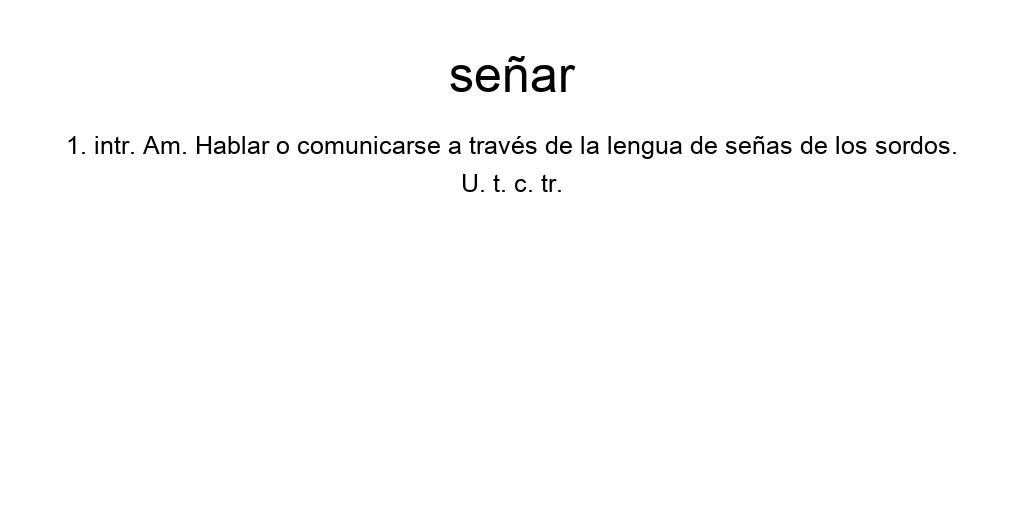 señar
1. intr. Am. Hablar o comunicarse a través de la lengua de señas de los sordos.
U. t. c. tr.